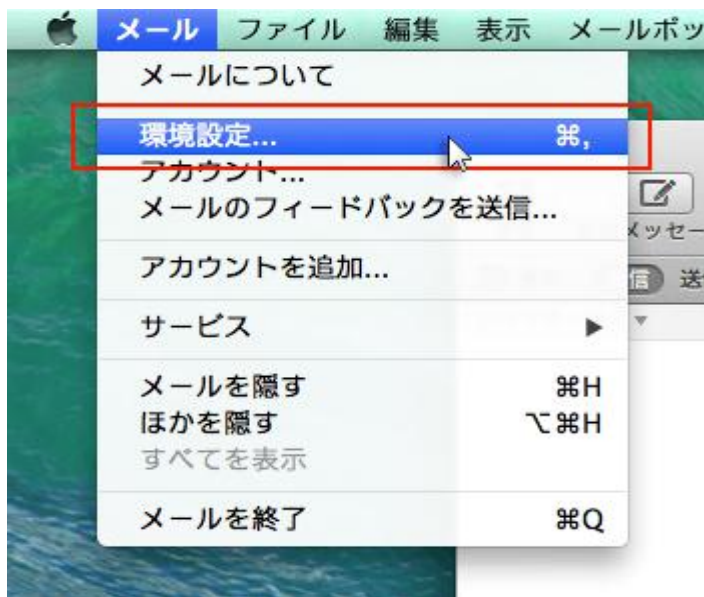 メール ファイル 編集 表示 メールボッ
メールについて
環境設定... ⌘,
アカウント...
メールのフィードバックを送信...
メッセー
アカウントを追加...
信 送
サービス ▶
メールを隠す ⌘H
ほかを隠す ⌥⌘H
すべてを表示
メールを終了 ⌘Q